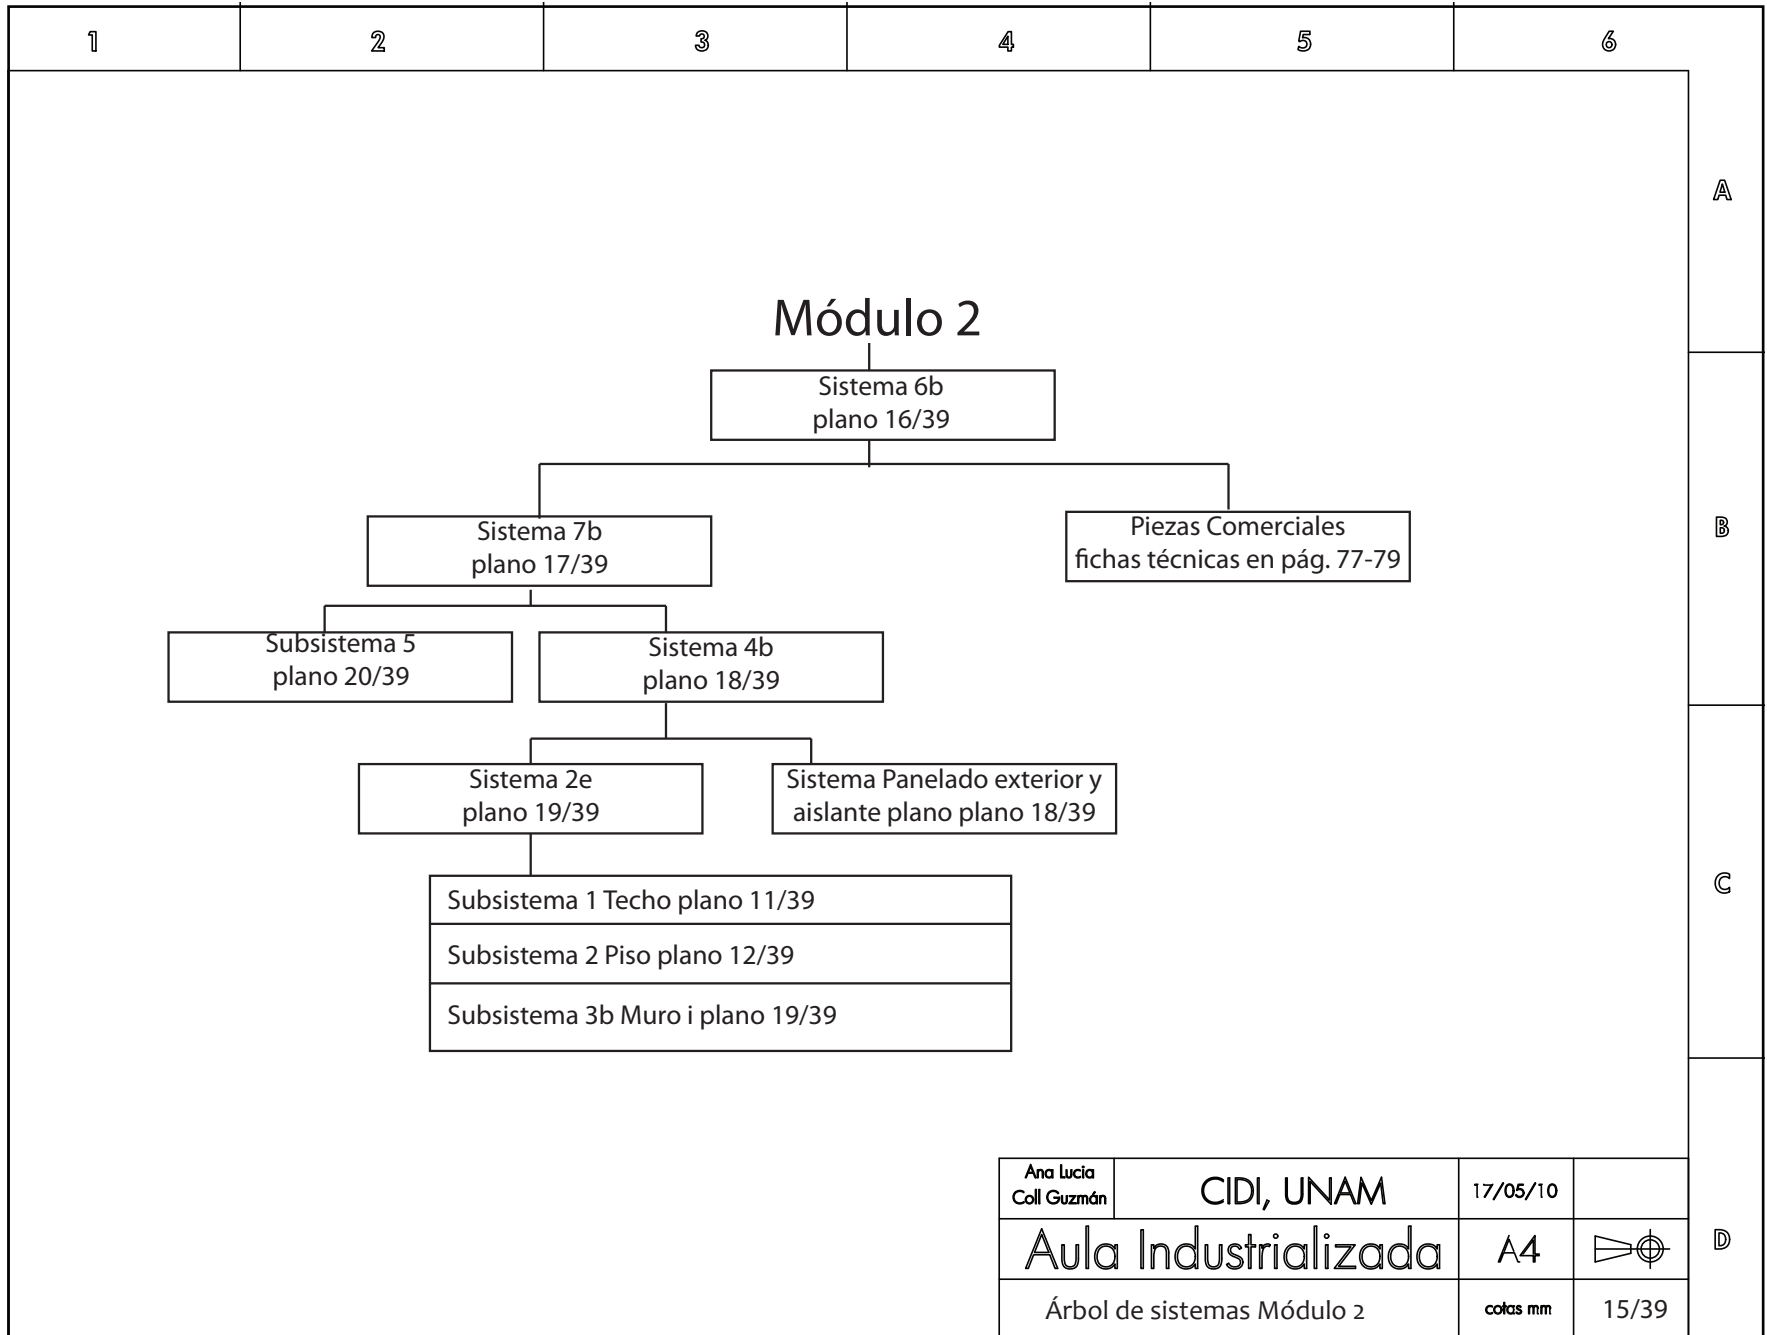 1 2 3 4 5 6
A
Módulo 2
Sistema 6b
plano 16/39
B
Sistema 7b
plano 17/39
Piezas Comerciales
fichas técnicas en pág. 77-79
Subsistema 5
plano 20/39
Sistema 4b
plano 18/39
Sistema 2e
plano 19/39
Sistema Panelado exterior y
aislante plano plano 18/39
C
Subsistema 1 Techo plano 11/39
Subsistema 2 Piso plano 12/39
Subsistema 3b Muro i plano 19/39
Ana Lucia
Coll Guzmán
CIDI, UNAM
17/05/10
Aula Industrializada
A4
D
Árbol de sistemas Módulo 2
cotas mm
15/39